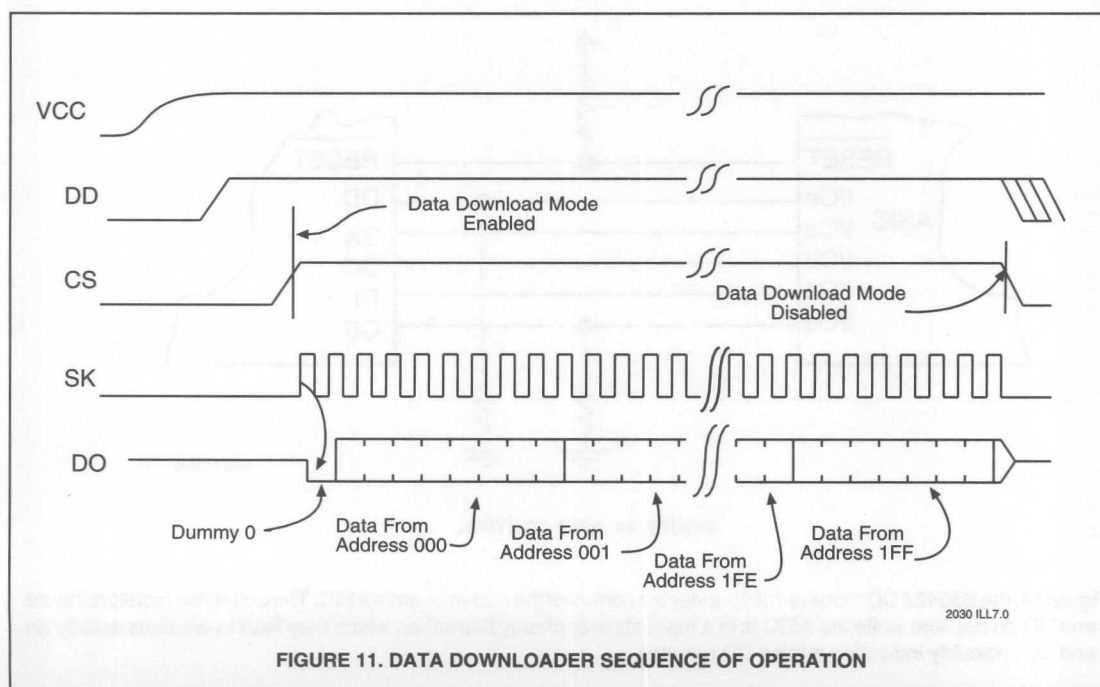 VCC
DD
Data Download Mode
Enabled
CS
Data Download Mode
Disabled
SK
DO
Dummy 0
Data From
Address 000
Data From
Address 001
Data From
Address 1FE
Data From
Address 1FF
2030 ILL7.0
FIGURE 11. DATA DOWNLOADER SEQUENCE OF OPERATION